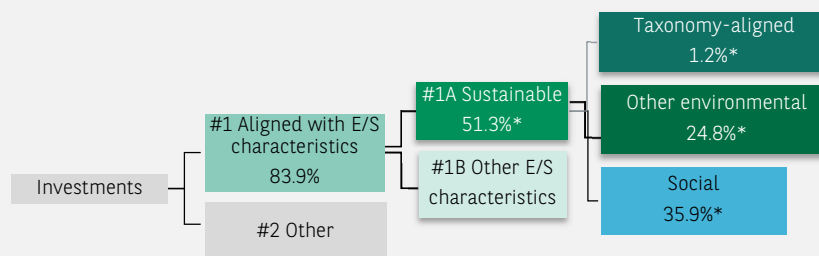 Investments
#1 Aligned with E/S
characteristics
83.9%
#2 Other
#1A Sustainable
51.3%*
#1B Other E/S
characteristics
Taxonomy-aligned
1.2%*
Other environmental
24.8%*
Social
35.9%*